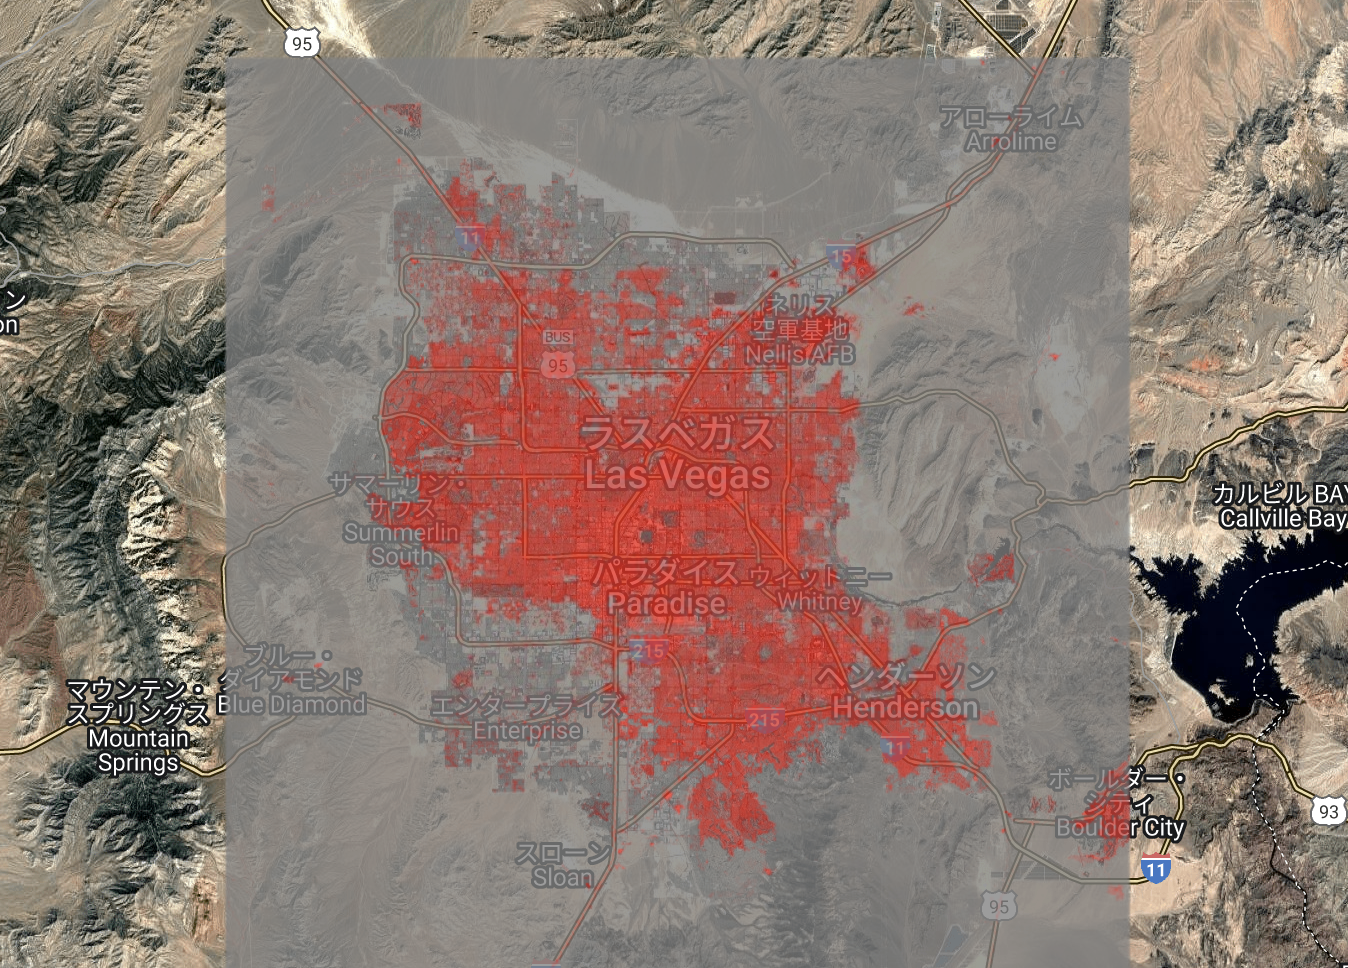 95
アローライム
Arrolime
11
15
ン
on
ネリス
空軍基地
Nellis AFB
BUS
95
ラスベガス
Las Vegas
サマーリン・
サウス
Summerlin
South
カルビル BAY
Callville Bay
パラダイス
Paradise
ウィットニー
Whitney
215
ブルー・
ダイアモンド
Blue Diamond
マウンテン・
スプリングス
Mountain
Springs
エンタープライズ
Enterprise
ヘンダーソン
Henderson
215
11
ボールダー・
シティ
Boulder City
93
スローン
Sloan
11
95